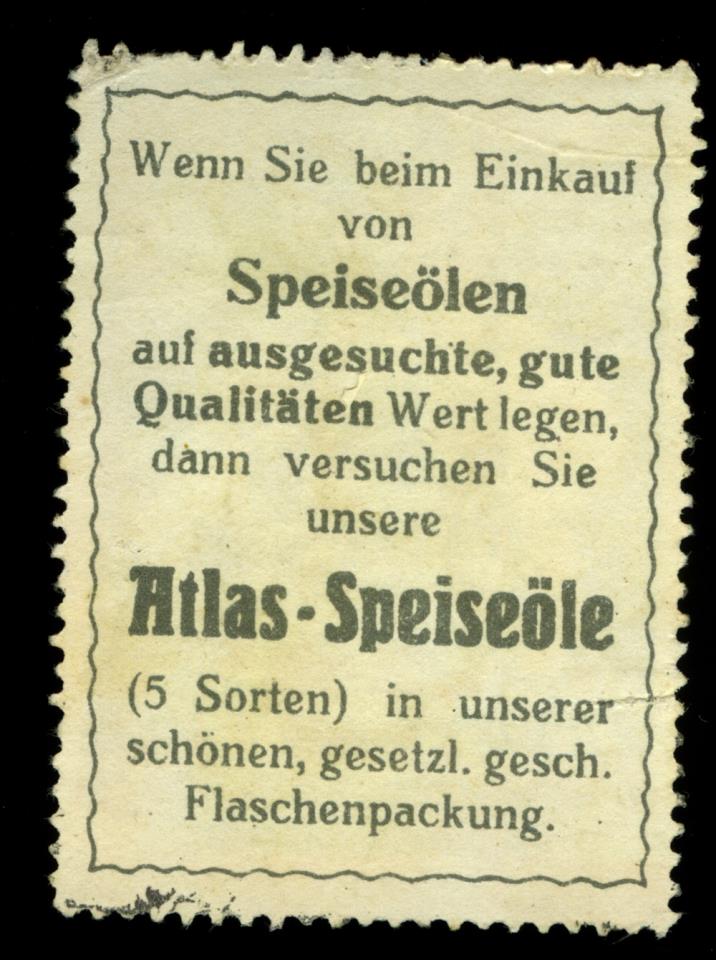 Wenn Sie beim Einkauf
von
Speiseölen
auf ausgesuchte, gute
Qualitäten Wert legen,
dann versuchen Sie
unsere
Atlas-Speiseöle
(5 Sorten) in unserer
schönen, gesetzl. gesch.
Flaschenpackung.